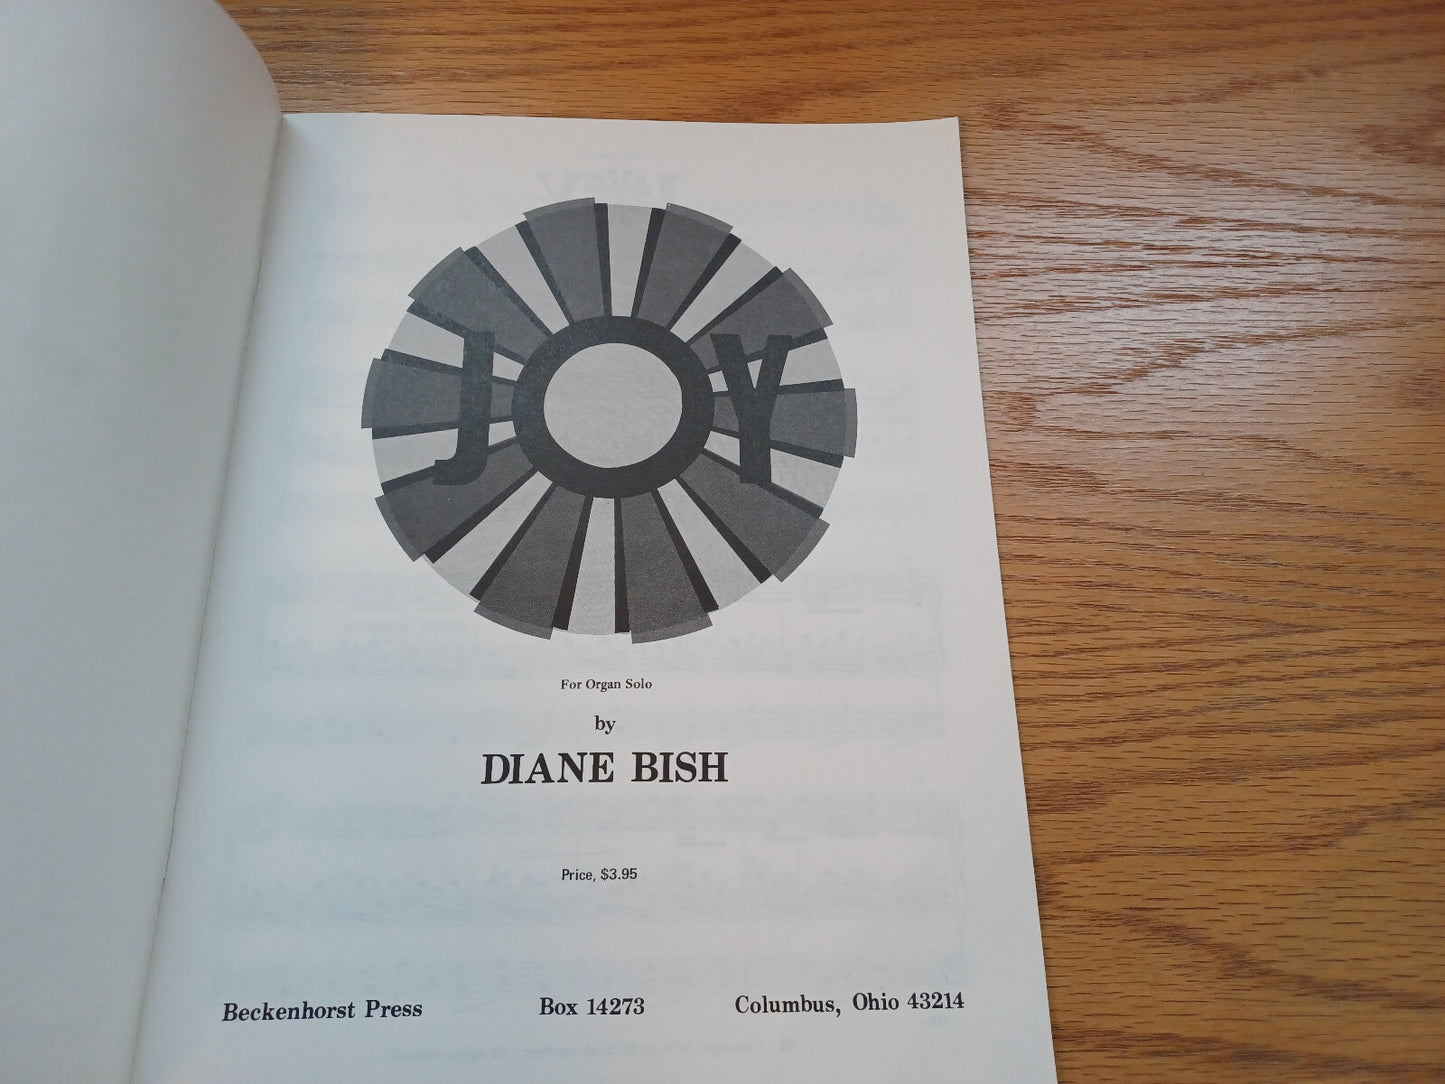 JOY
For Organ Solo
by
DIANE BISH
Price, $3.95
Beckenhorst Press Box 14273 Columbus, Ohio 43214